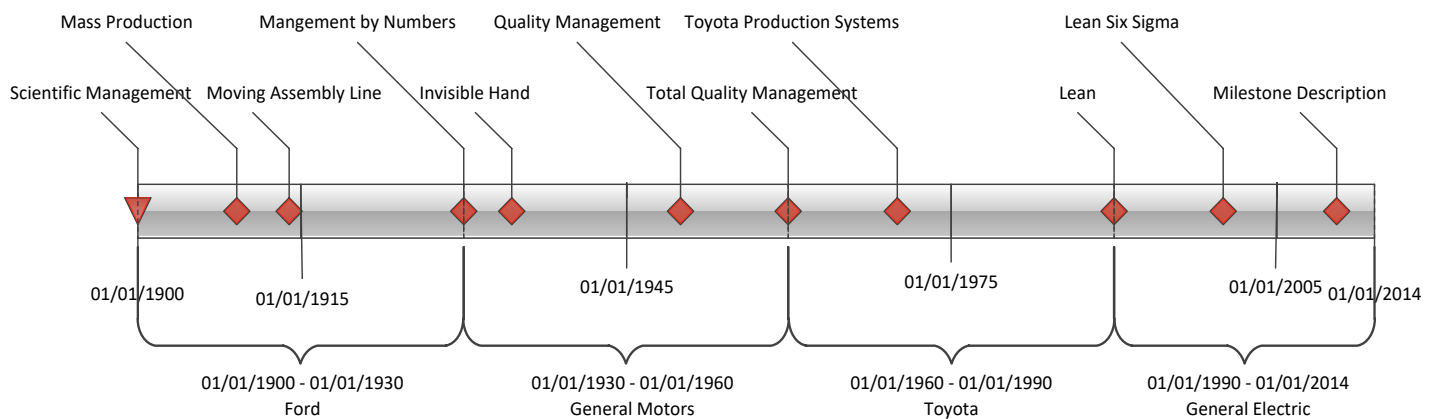 Mass Production
Mangement by Numbers
Quality Management
Toyota Production Systems
Lean Six Sigma
Scientific Management
Moving Assembly Line
Invisible Hand
Total Quality Management
Lean
Milestone Description
01/01/1900
01/01/1915
01/01/1945
01/01/1975
01/01/2005
01/01/2014
01/01/1900 - 01/01/1930
Ford
01/01/1930 - 01/01/1960
General Motors
01/01/1960 - 01/01/1990
Toyota
01/01/1990 - 01/01/2014
General Electric